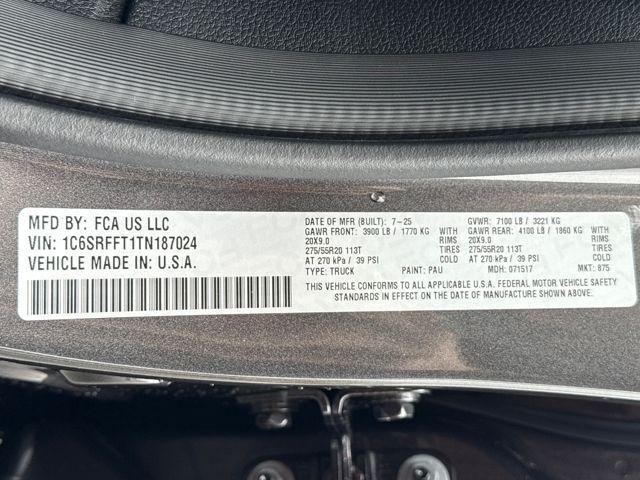 MFD BY: FCA US LLC
VIN: 1C6SRFFT1TN187024
VEHICLE MADE IN: U.S.A.
DATE OF MFR (BUILT): 7-25 GVWR: 7100 LB / 3221 KG
GAWR FRONT: 3900 LB / 1770 KG GAWR REAR: 4100 LB / 1860 KG
20X9.0 RIMS 20X9.0 RIMS
275/55R20 113T TIRES 275/55R20 113T TIRES
AT 270 kPa / 39 PSI COLD AT 270 kPa / 39 PSI COLD
TYPE: TRUCK PAINT: PAU MDH: 071517 MKT: 875
THIS VEHICLE CONFORMS TO ALL APPLICABLE U.S.A. FEDERAL MOTOR VEHICLE SAFETY
STANDARDS IN EFFECT ON THE DATE OF MANUFACTURE SHOWN ABOVE.